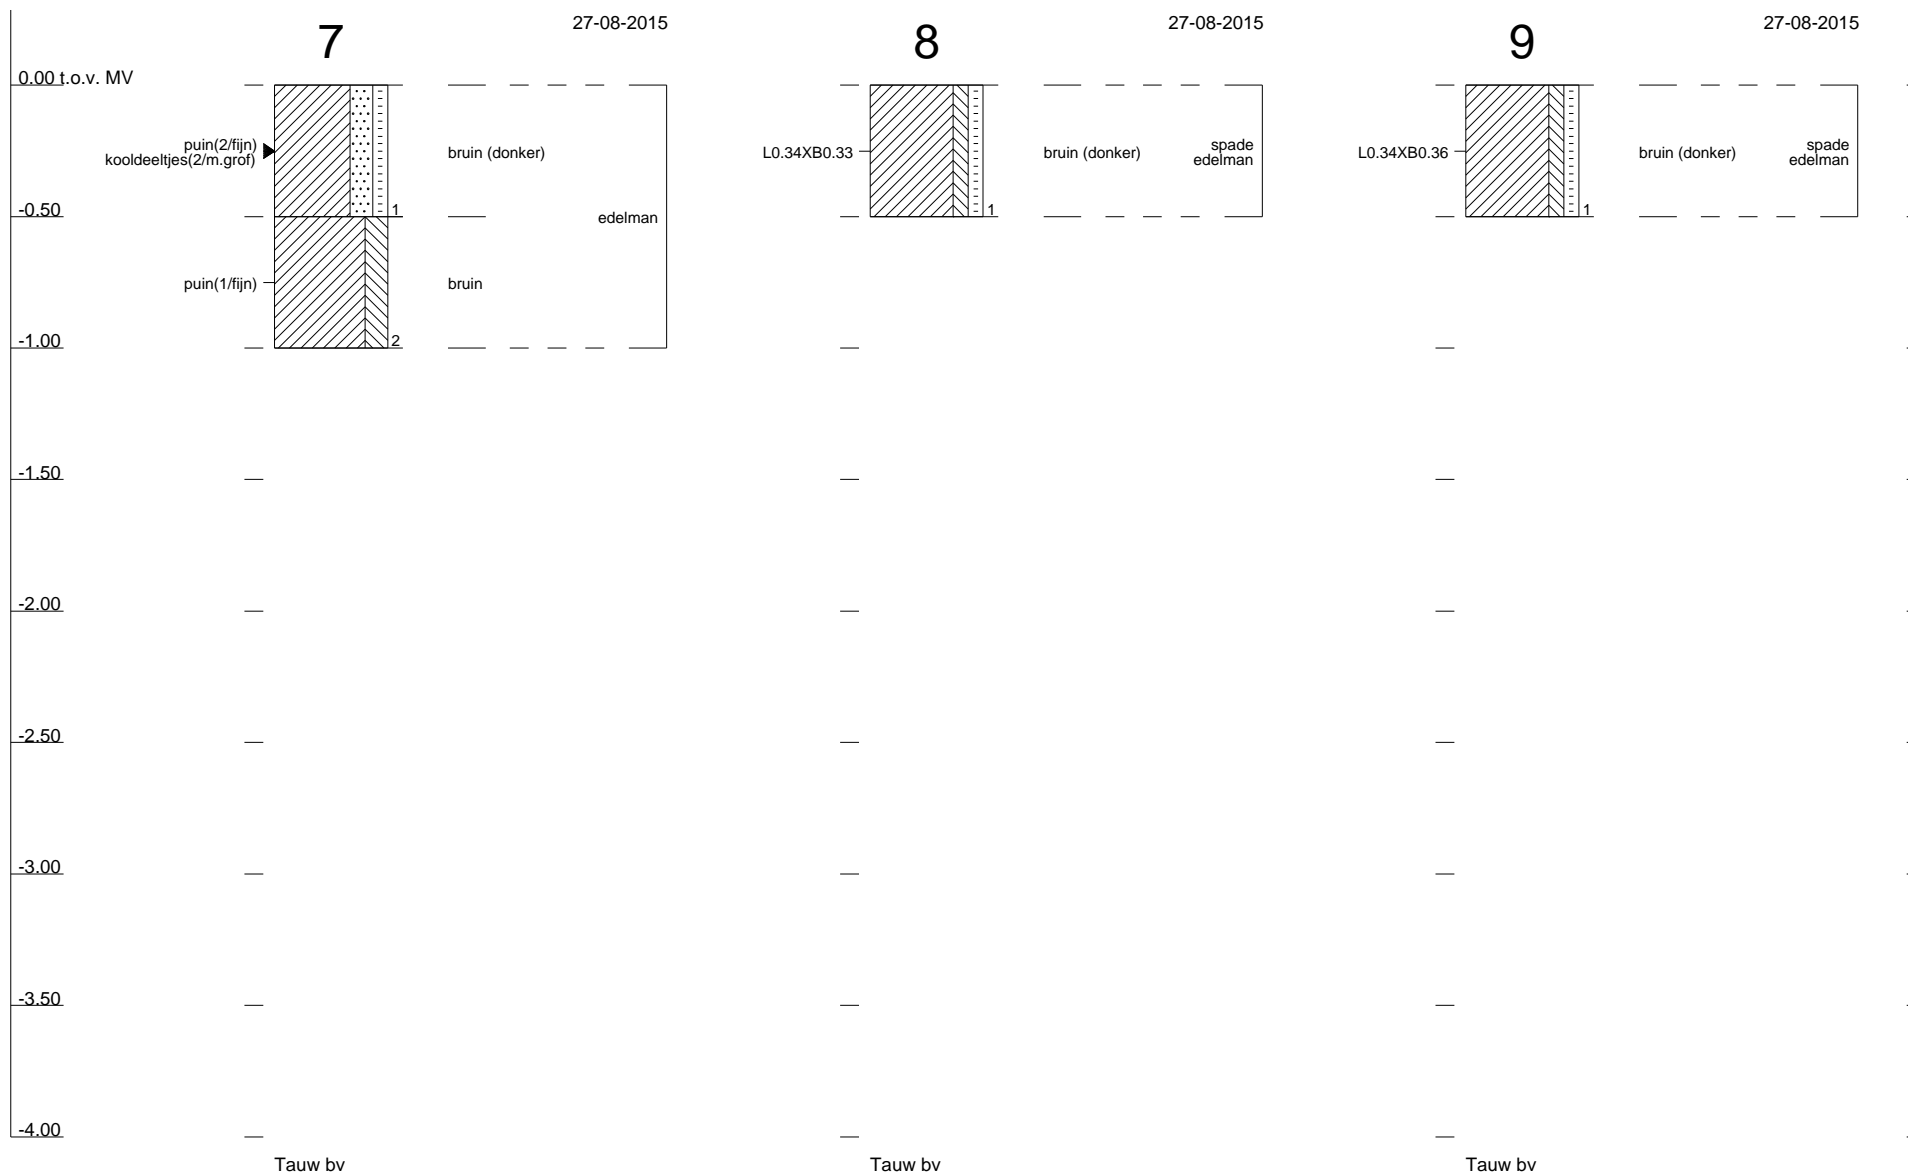 7
27-08-2015
8
27-08-2015
9
27-08-2015
0.00 t.o.v. MV
puin(2/fijn)
kooldeeltjes(2/m.grof)
bruin (donker)
1
edelman
puin(1/fijn)
bruin
2
L0.34XB0.33
bruin (donker)
spade
edelman
1
L0.34XB0.36
bruin (donker)
spade
edelman
1
-0.50
-1.00
-1.50
-2.00
-2.50
-3.00
-3.50
-4.00
Tauw bv
Tauw bv
Tauw bv